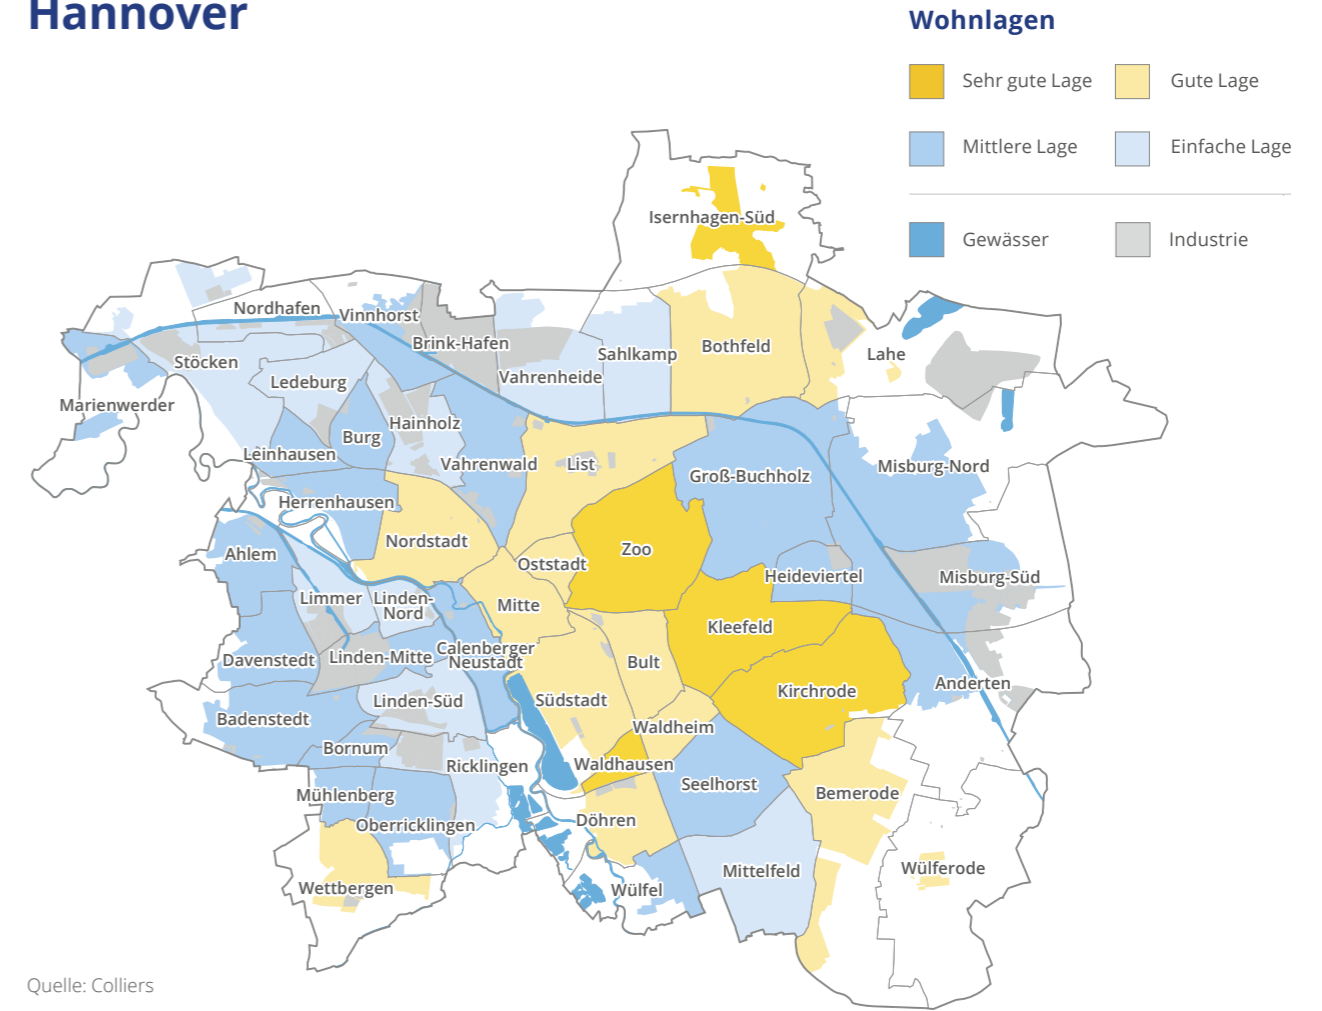 Hannover
Wohnlagen
Sehr gute Lage
Gute Lage
Mittlere Lage
Einfache Lage
Gewässer
Industrie
Isernhagen-Süd
Nordhafen
Vinnhorst
Brink-Hafen
Stöcken
Sahlkamp
Bothfeld
Lahe
Ledeburg
Vahrenheide
Marienwerder
Hainholz
Burg
Leinhausen
Vahrenwald
List
Groß-Buchholz
Misburg-Nord
Herrenhausen
Nordstadt
Zoo
Ahlem
Oststadt
Heideviertel
Misburg-Süd
Limmer
Linden-
Nord
Mitte
Kleefeld
Davenstedt
Linden-Mitte
Calenberger
Neustadt
Bult
Anderten
Linden-Süd
Südstadt
Kirchrode
Badenstedt
Waldheim
Bornum
Ricklingen
Waldhausen
Seelhorst
Mühlenberg
Bemerode
Oberricklingen
Döhren
Mittelfeld
Wülferode
Wettbergen
Wülfel
Quelle: Colliers